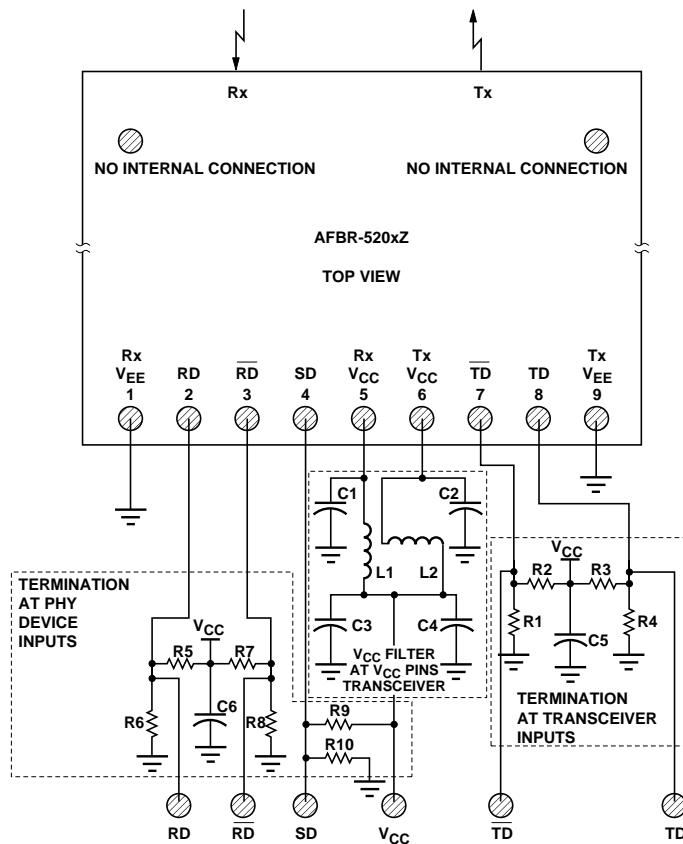 Rx
Tx
NO INTERNAL CONNECTION
NO INTERNAL CONNECTION
AFBR-520xZ
TOP VIEW
Rx
VEE
1
RD
2
RD
3
SD
4
Rx
VCC
5
Tx
VCC
6
TD
7
TD
8
Tx
VEE
9
C1
C2
L1
L2
C3
C4
VCC FILTER
AT VCC PINS
TRANSCEIVER
TERMINATION
AT PHY
DEVICE
INPUTS
VCC
R5
R7
C6
R6
R8
R9
R10
VCC
R2
R3
R1
C5
R4
TERMINATION
AT TRANSCEIVER
INPUTS
RD
RD
SD
VCC
TD
TD